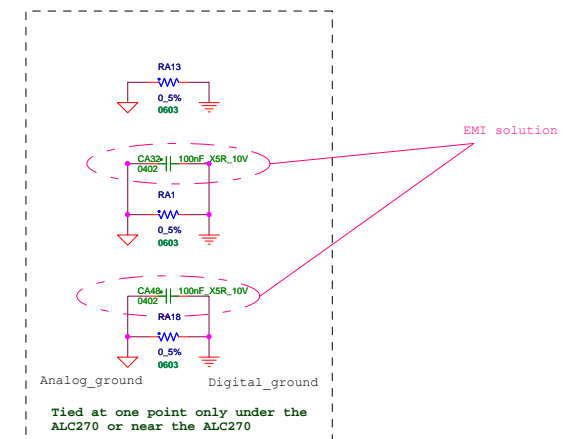 RA13
0_5%
0603
EMI solution
CA32 100nF_X5R_10V
0402
RA1
0_5%
0603
CA48 100nF_X5R_10V
0402
RA18
0_5%
0603
Analog_ground Digital_ground
Tied at one point only under the
ALC270 or near the ALC270